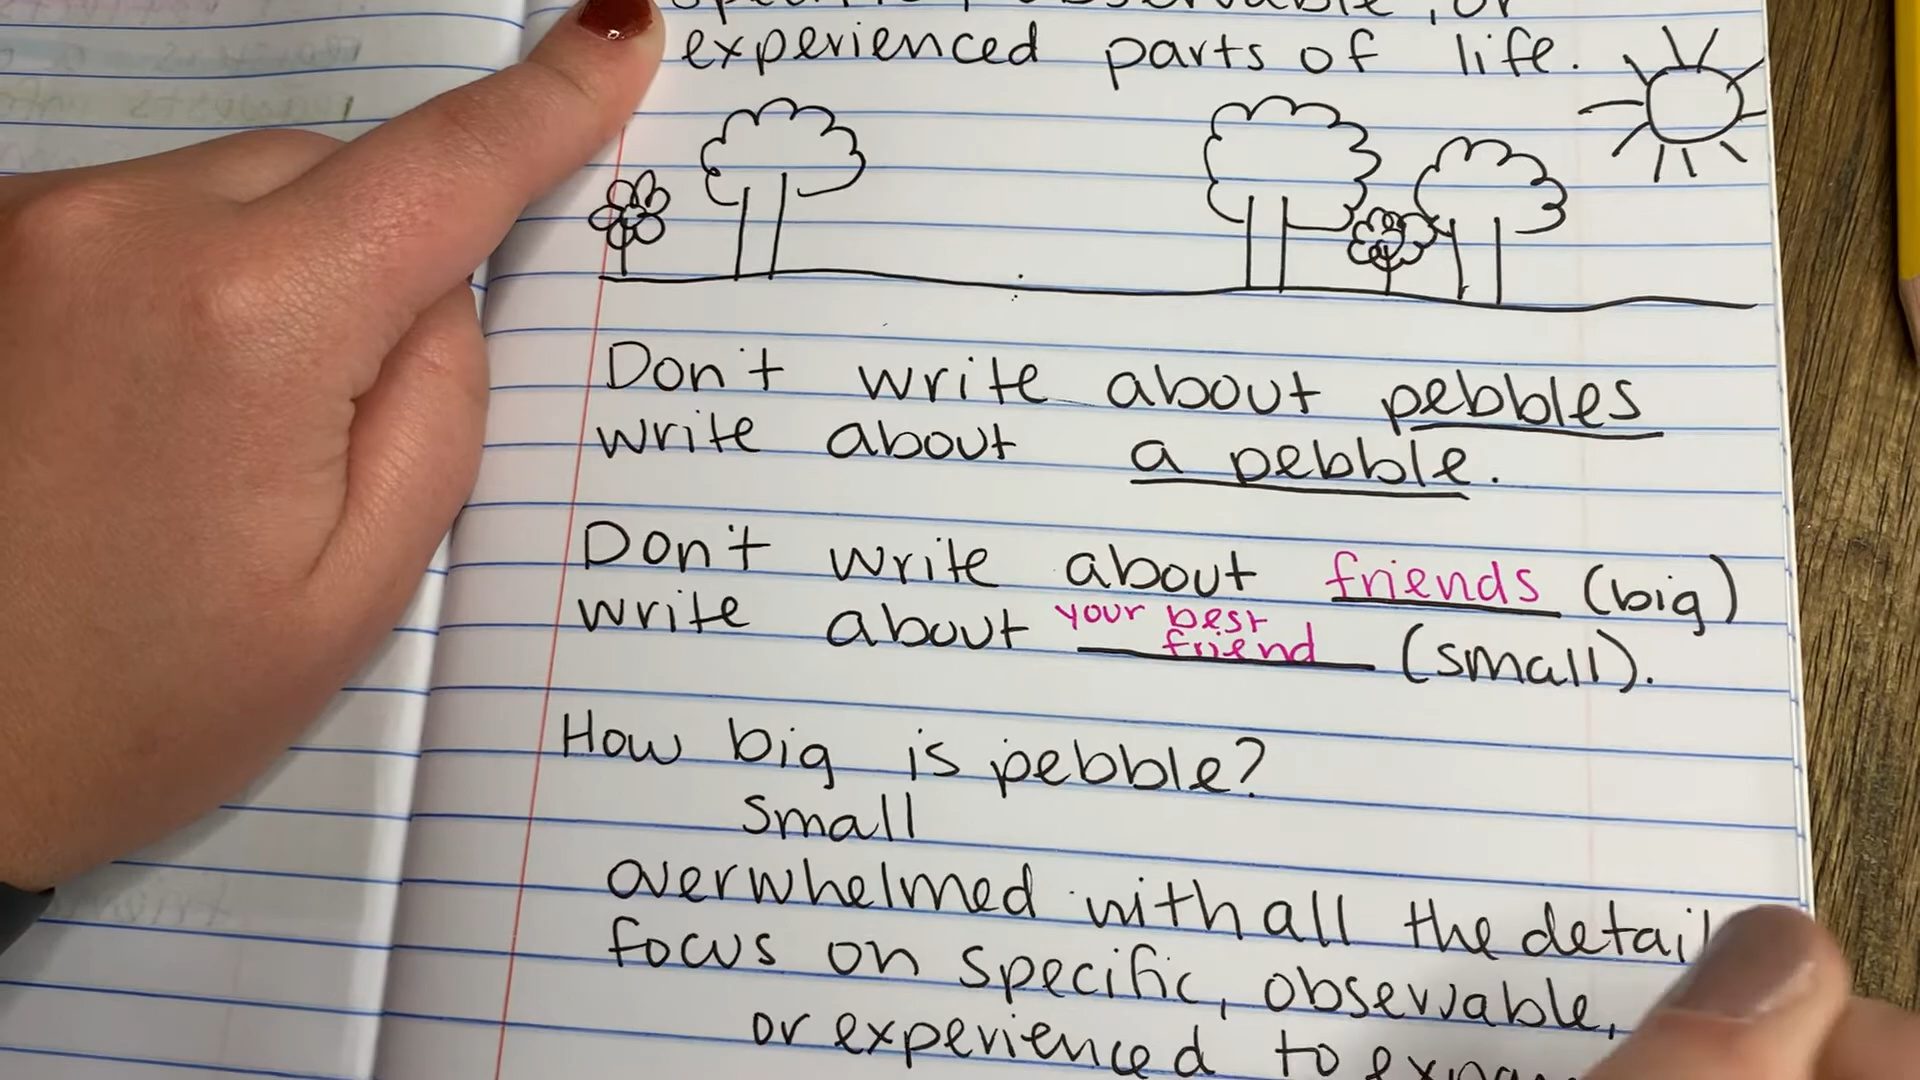 experienced parts of life.
Don't write about pebbles
write about a pebble.
Don't write about friends (big)
write about your best friend (small).
How big is pebble?
small
overwhelmed with all the detail
focus on specific, observable,
or experienced to